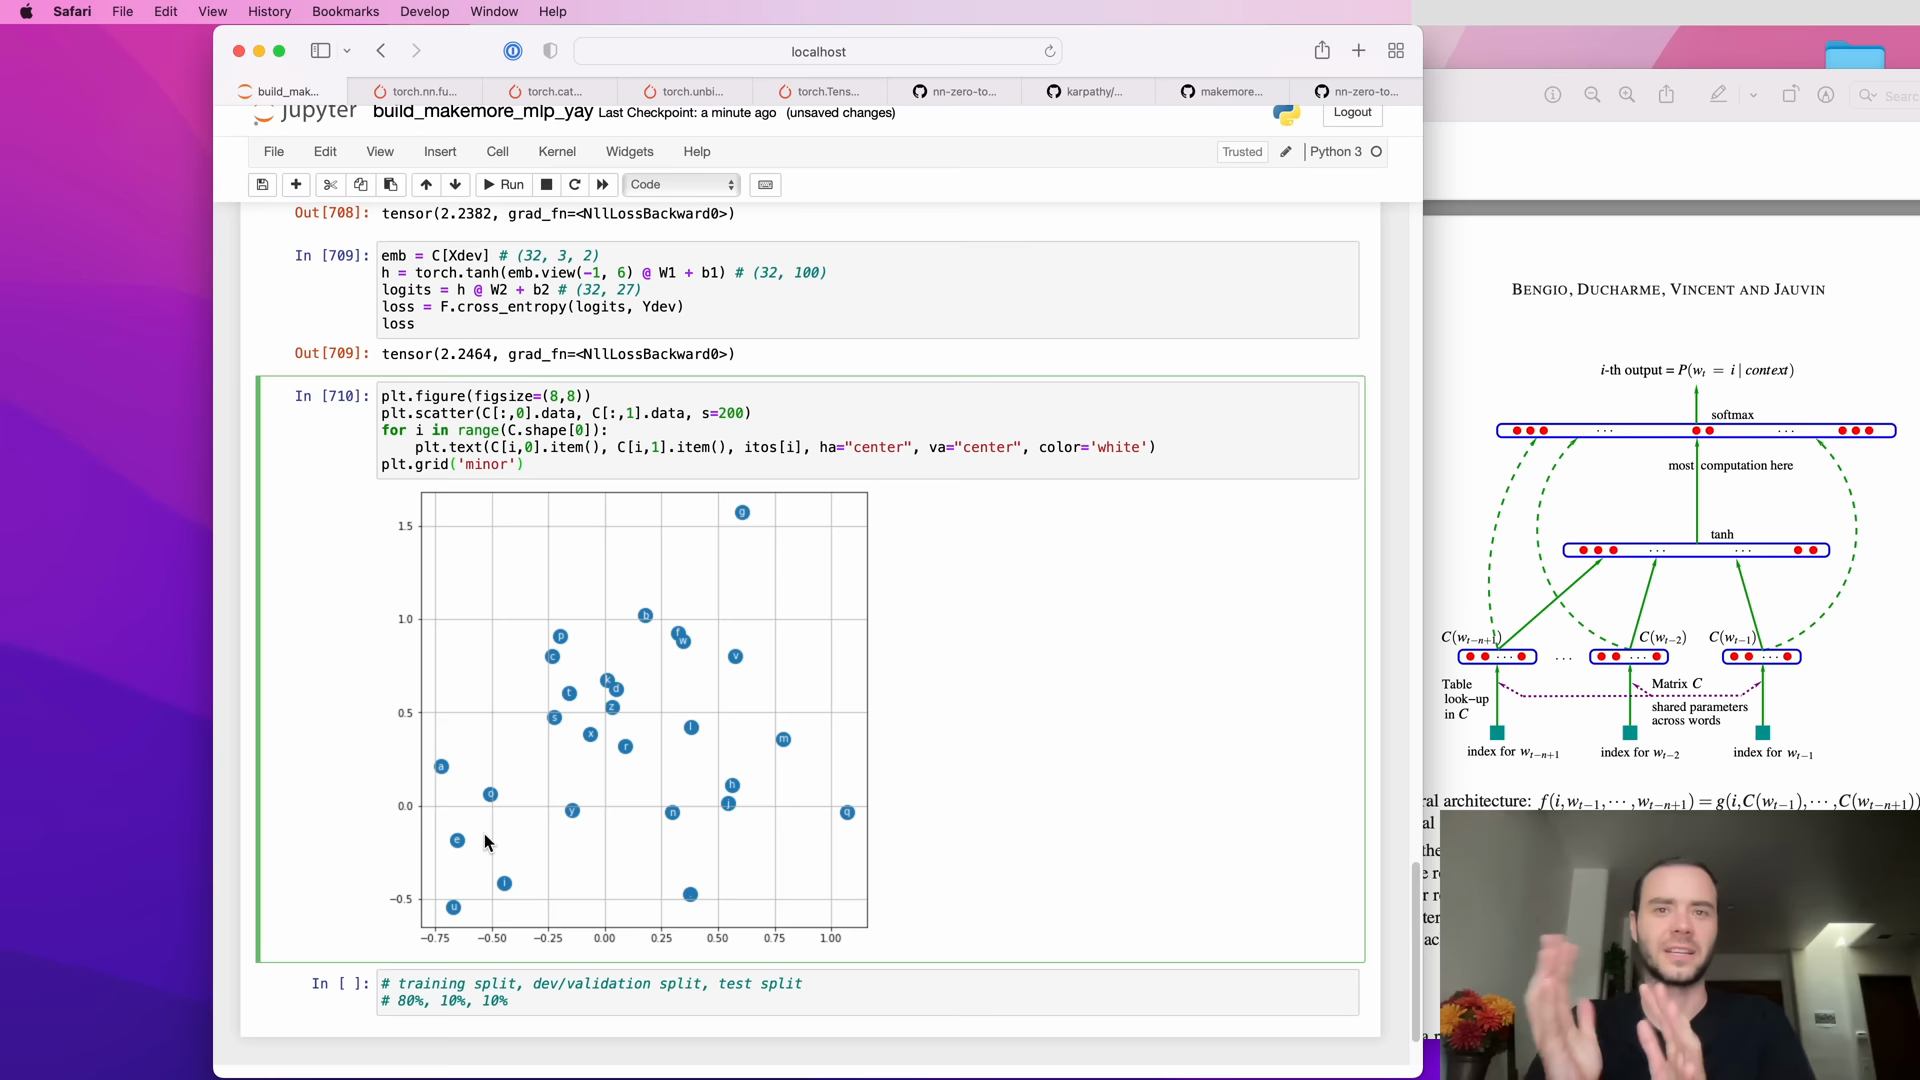 Safari File Edit View History Bookmarks Develop Window Help
localhost
build_mak... torch.nn.fu... torch.cat... torch.unbi... torch.Tens... nn-zero-to... karpathy/... makemore... nn-zero-to...
jupyter build_makemore_mlp_yay Last Checkpoint: a minute ago (unsaved changes) Logout
File Edit View Insert Cell Kernel Widgets Help Trusted Python 3
Run Code
Out[708]: tensor(2.2382, grad_fn=<NllLossBackward0>)
In [709]: emb = C[Xdev] # (32, 3, 2)
h = torch.tanh(emb.view(-1, 6) @ W1 + b1) # (32, 100)
logits = h @ W2 + b2 # (32, 27)
loss = F.cross_entropy(logits, Ydev)
loss
Out[709]: tensor(2.2464, grad_fn=<NllLossBackward0>)
In [710]: plt.figure(figsize=(8,8))
plt.scatter(C[:,0].data, C[:,1].data, s=200)
for i in range(C.shape[0]):
plt.text(C[i,0].item(), C[i,1].item(), itos[i], ha="center", va="center", color='white')
plt.grid('minor')
g
1.5
b
1.0
f
p
w
c
v
k
d
t
z
0.5
s
l
x
m
r
a
h
o
j
0.0
y
n
q
e
i
-0.5
u
-0.75 -0.50 -0.25 0.00 0.25 0.50 0.75 1.00
In [ ]: # training split, dev/validation split, test split
# 80%, 10%, 10%
Search
BENGIO, DUCHARME, VINCENT AND JAUVIN
i-th output = P(w_t = i | context)
softmax
. . . . . .
most computation here
tanh
. . . . . .
C(w_{t-n+1}) C(w_{t-2}) C(w_{t-1})
. . . . . . . . . . . .
Table
look-up
in C
Matrix C
shared parameters
across words
index for w_{t-n+1} index for w_{t-2} index for w_{t-1}
ral architecture: f(i,w_{t-1},···,w_{t-n+1}) = g(i,C(w_{t-1}),···,C(w_{t-n+1}))